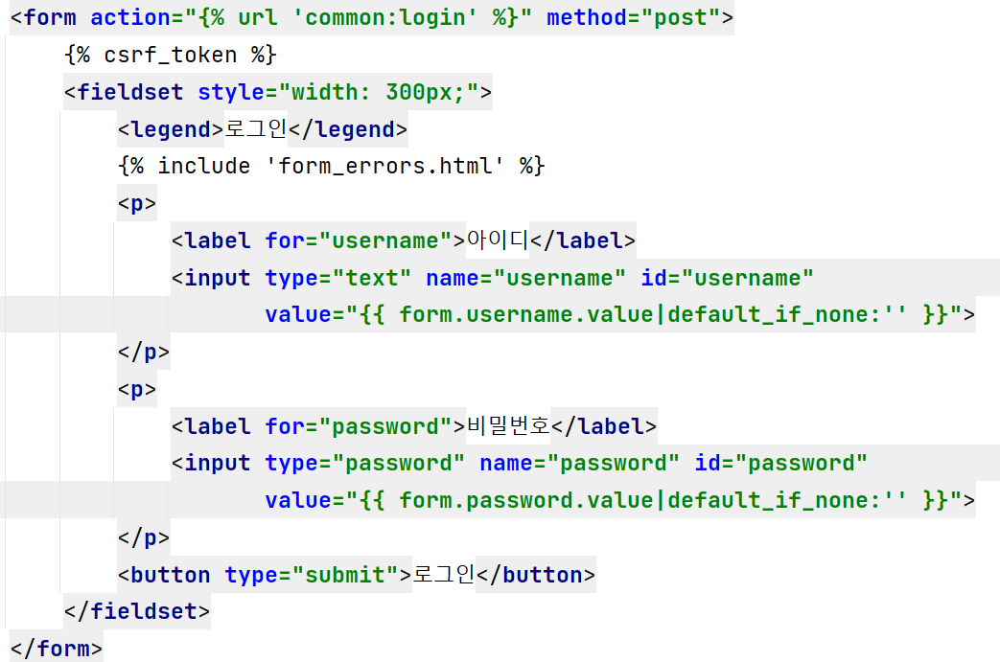 <form action="{% url 'common:login' %}" method="post">
    {% csrf_token %}
    <fieldset style="width: 300px;">
        <legend>로그인</legend>
        {% include 'form_errors.html' %}
        <p>
            <label for="username">아이디</label>
            <input type="text" name="username" id="username"
                   value="{{ form.username.value|default_if_none:'' }}">
        </p>
        <p>
            <label for="password">비밀번호</label>
            <input type="password" name="password" id="password"
                   value="{{ form.password.value|default_if_none:'' }}">
        </p>
        <button type="submit">로그인</button>
    </fieldset>
</form>